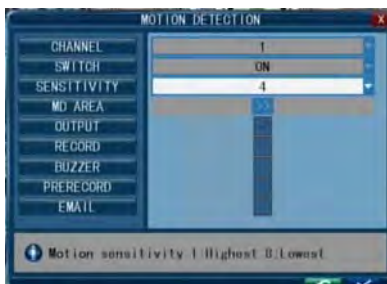 MOTION DETECTION
CHANNEL 1
SWITCH ON
SENSITIVITY 4
MD AREA >>
OUTPUT
RECORD
BUZZER
PRERECORD
EMAIL
Motion sensitivity 1:Highest 8:Lowest